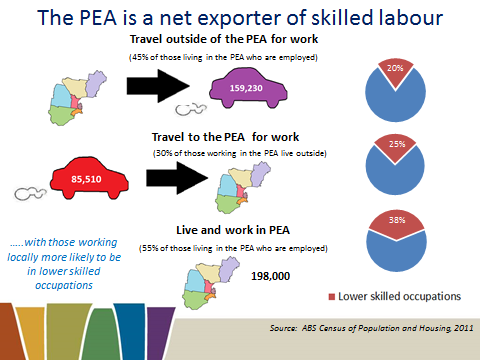 The PEA is a net exporter of skilled labour
Travel outside of the PEA for work
(45% of those living in the PEA who are employed)
159,230
20%
Travel to the PEA  for work
(30% of those working in the PEA live outside)
85,510
25%
Live and work in PEA
(55% of those living in the PEA who are employed)
198,000
38%
…..with those working
locally more likely to be
in lower skilled
occupations
Lower skilled occupations
Source:  ABS Census of Population and Housing, 2011